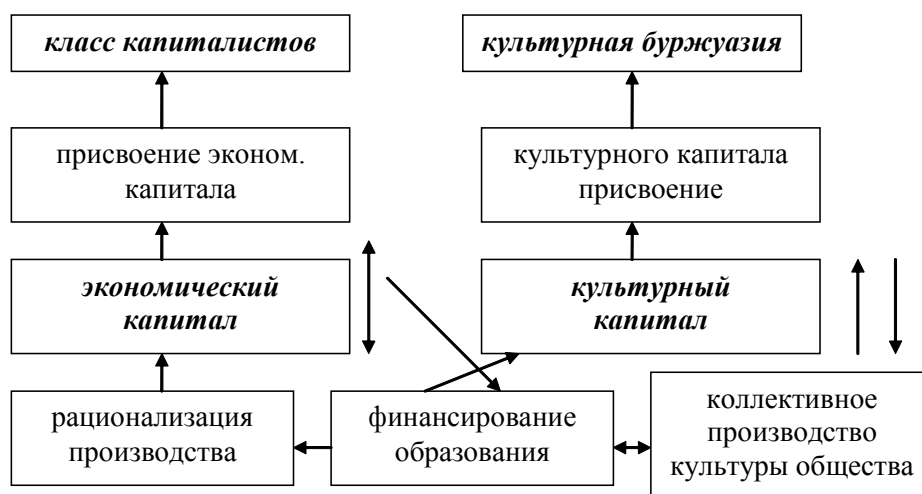 класс капиталистов
культурная буржуазия
присвоение эконом.
капитала
культурного капитала
присвоение
экономический
капитал
культурный
капитал
рационализация
производства
финансирование
образования
коллективное
производство
культуры общества